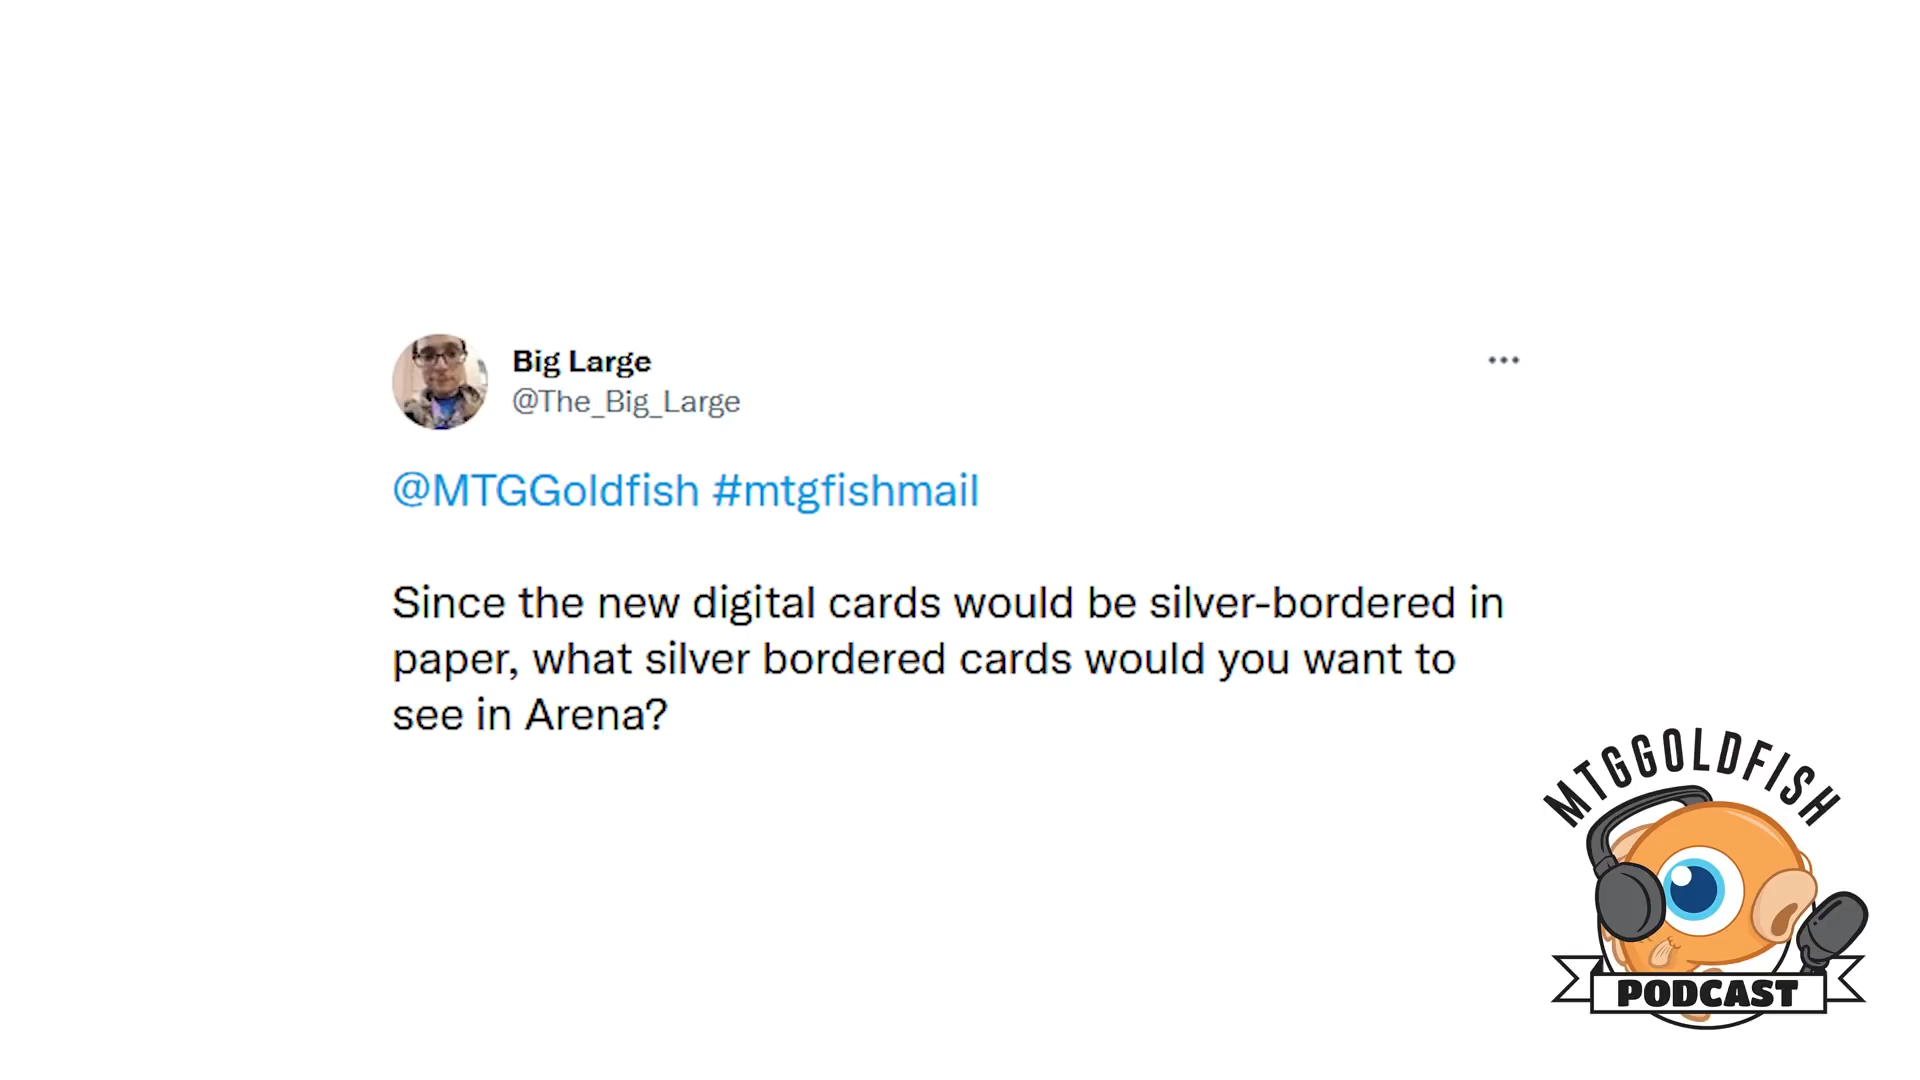 Big Large
@The_Big_Large
@MTGGoldfish #mtgfishmail
Since the new digital cards would be silver-bordered in
paper, what silver bordered cards would you want to
see in Arena?
MTGGOLDFISH
PODCAST